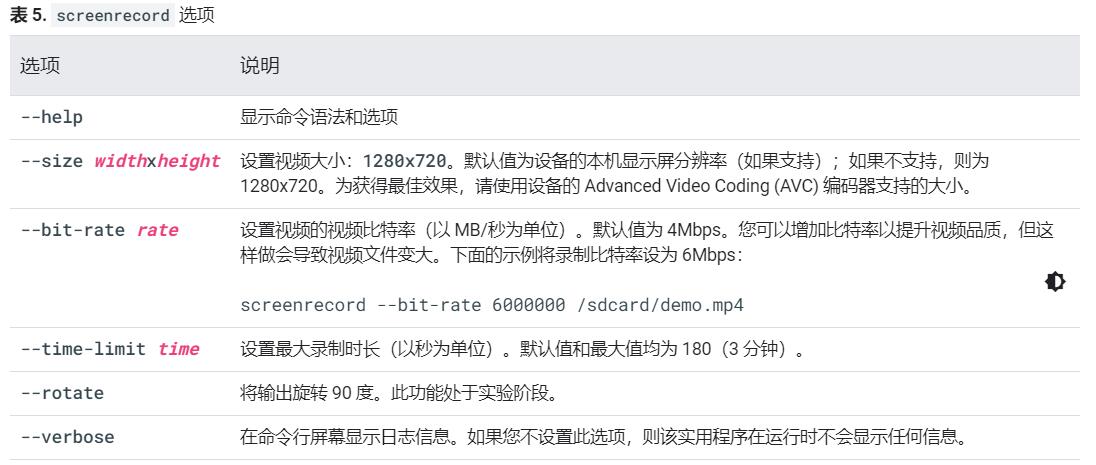 表 5. screenrecord 选项
选项 说明
--help 显示命令语法和选项
--size widthxheight 设置视频大小：1280x720。默认值为设备的本机显示屏分辨率（如果支持）；如果不支持，则为
1280x720。为获得最佳效果，请使用设备的 Advanced Video Coding (AVC) 编码器支持的大小。
--bit-rate rate 设置视频的视频比特率（以 MB/秒为单位）。默认值为 4Mbps。您可以增加比特率以提升视频品质，但这
样做会导致视频文件变大。下面的示例将录制比特率设为 6Mbps：
screenrecord --bit-rate 6000000 /sdcard/demo.mp4
--time-limit time 设置最大录制时长（以秒为单位）。默认值和最大值均为 180（3 分钟）。
--rotate 将输出旋转 90 度。此功能处于实验阶段。
--verbose 在命令行屏幕显示日志信息。如果您不设置此选项，则该实用程序在运行时不会显示任何信息。